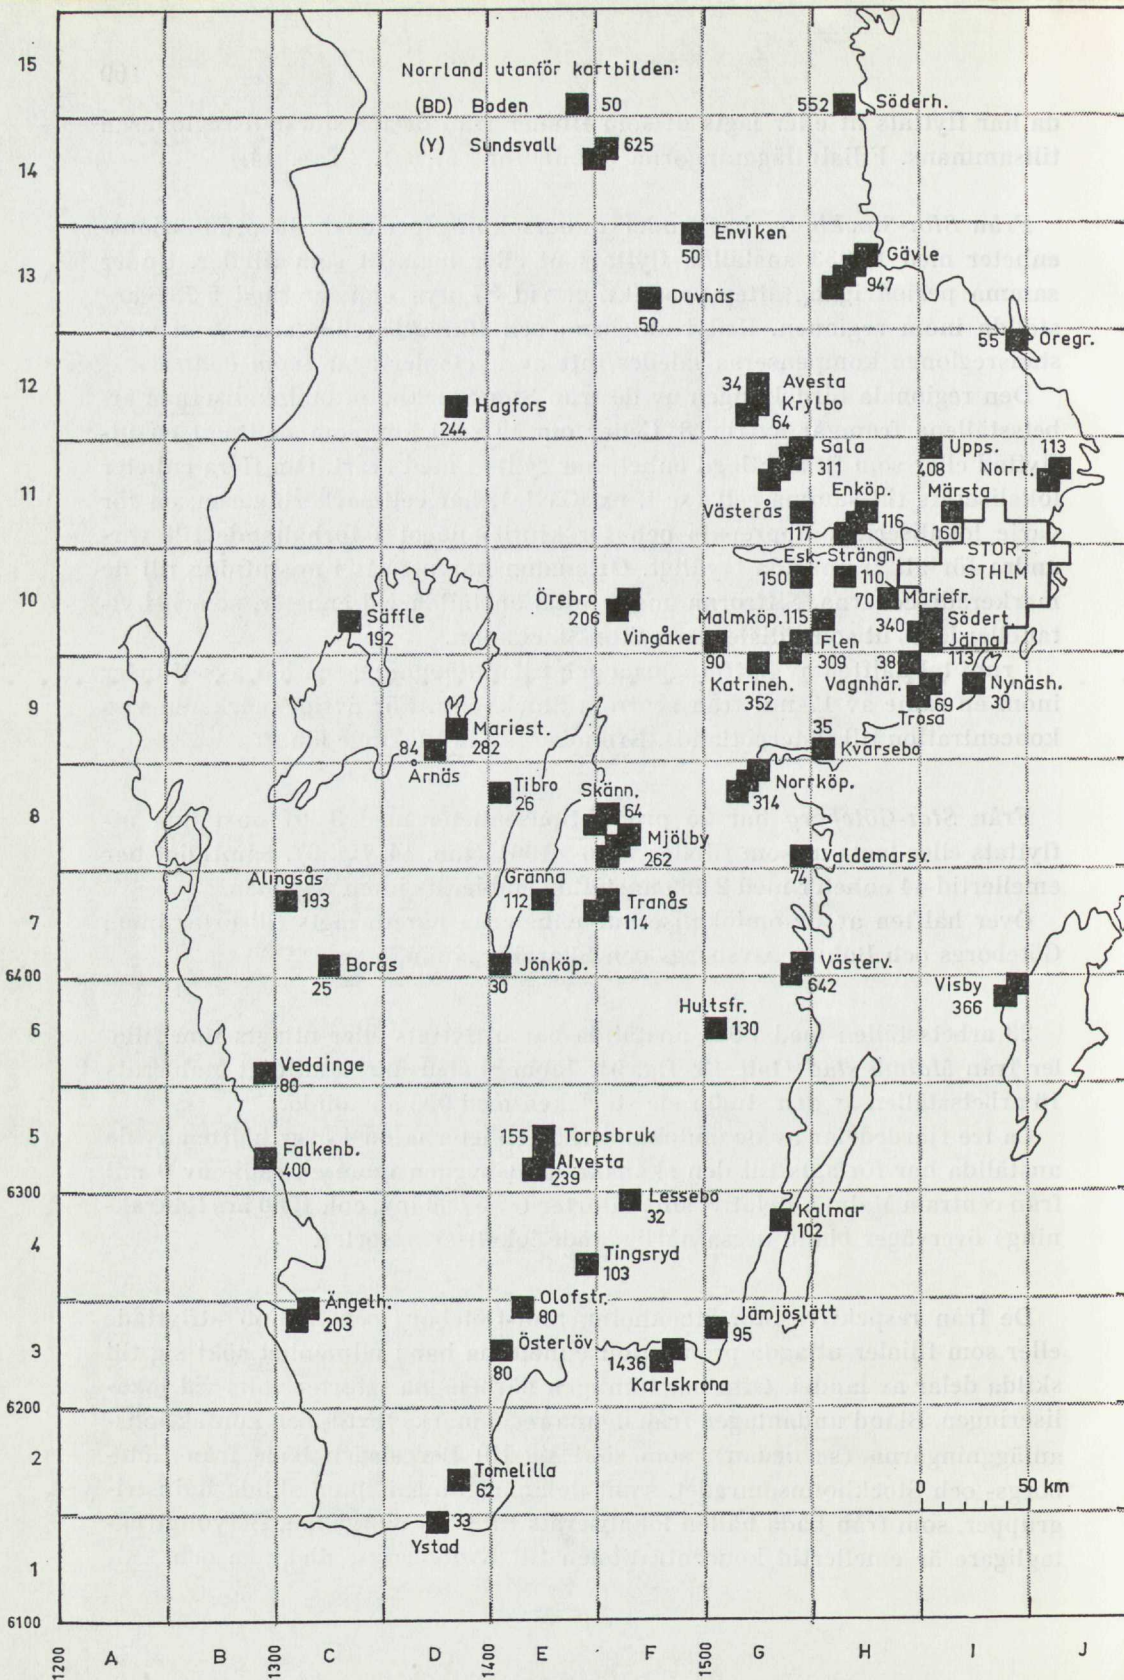 15
Norrland utanför kartbilden:
(BD) Boden 50
552 Söderh.
(Y) Sundsvall 625
14
Enviken
50
Gävle
947
13
Duvnäs
50
55 Öregr.
34 Avesta
12
Krylbo
64
Hagfors
244
Sala
311
Upps.
408
113
Norrt.
11
Västerås
117
Enköp.
116
Märsta
160
STOR-
STHLM
Esk.
150
Strängn.
110
10
Örebro
206
70 Mariefr.
Säffle
192
Malmköp. 115
340 Södert.
Vingåker
90
Flen
309
Järna
113
38
Katrineh.
352
Vagnhär.
69
Nynäsh.
30
9
Trosa
Mariest.
282
35
Kvarsebo
84
Årnäs
Tibro
26
Norrköp.
314
Skänn.
64
8
Mjölby
262
Valdemarsv.
74
Alingsås
193
Gränna
112
Tranås
114
7
Borås
25
Jönköp.
30
Västerv.
642
6400
Visby
366
Hultsfr.
130
6
Veddinge
80
155 Torpsbruk
5
Alvesta
239
Falkenb.
400
6300
Lessebo
32
Kalmar
102
4
Tingsryd
103
Ängelh.
203
Olofstr.
80
Jämjöslätt
95
3
Österlöv
80
1436
Karlskrona
6200
2
Tomelilla
62
0 50 km
33
Ystad
1
6100
1200 A B 1300 C D 1400 E F 1500 G H I J